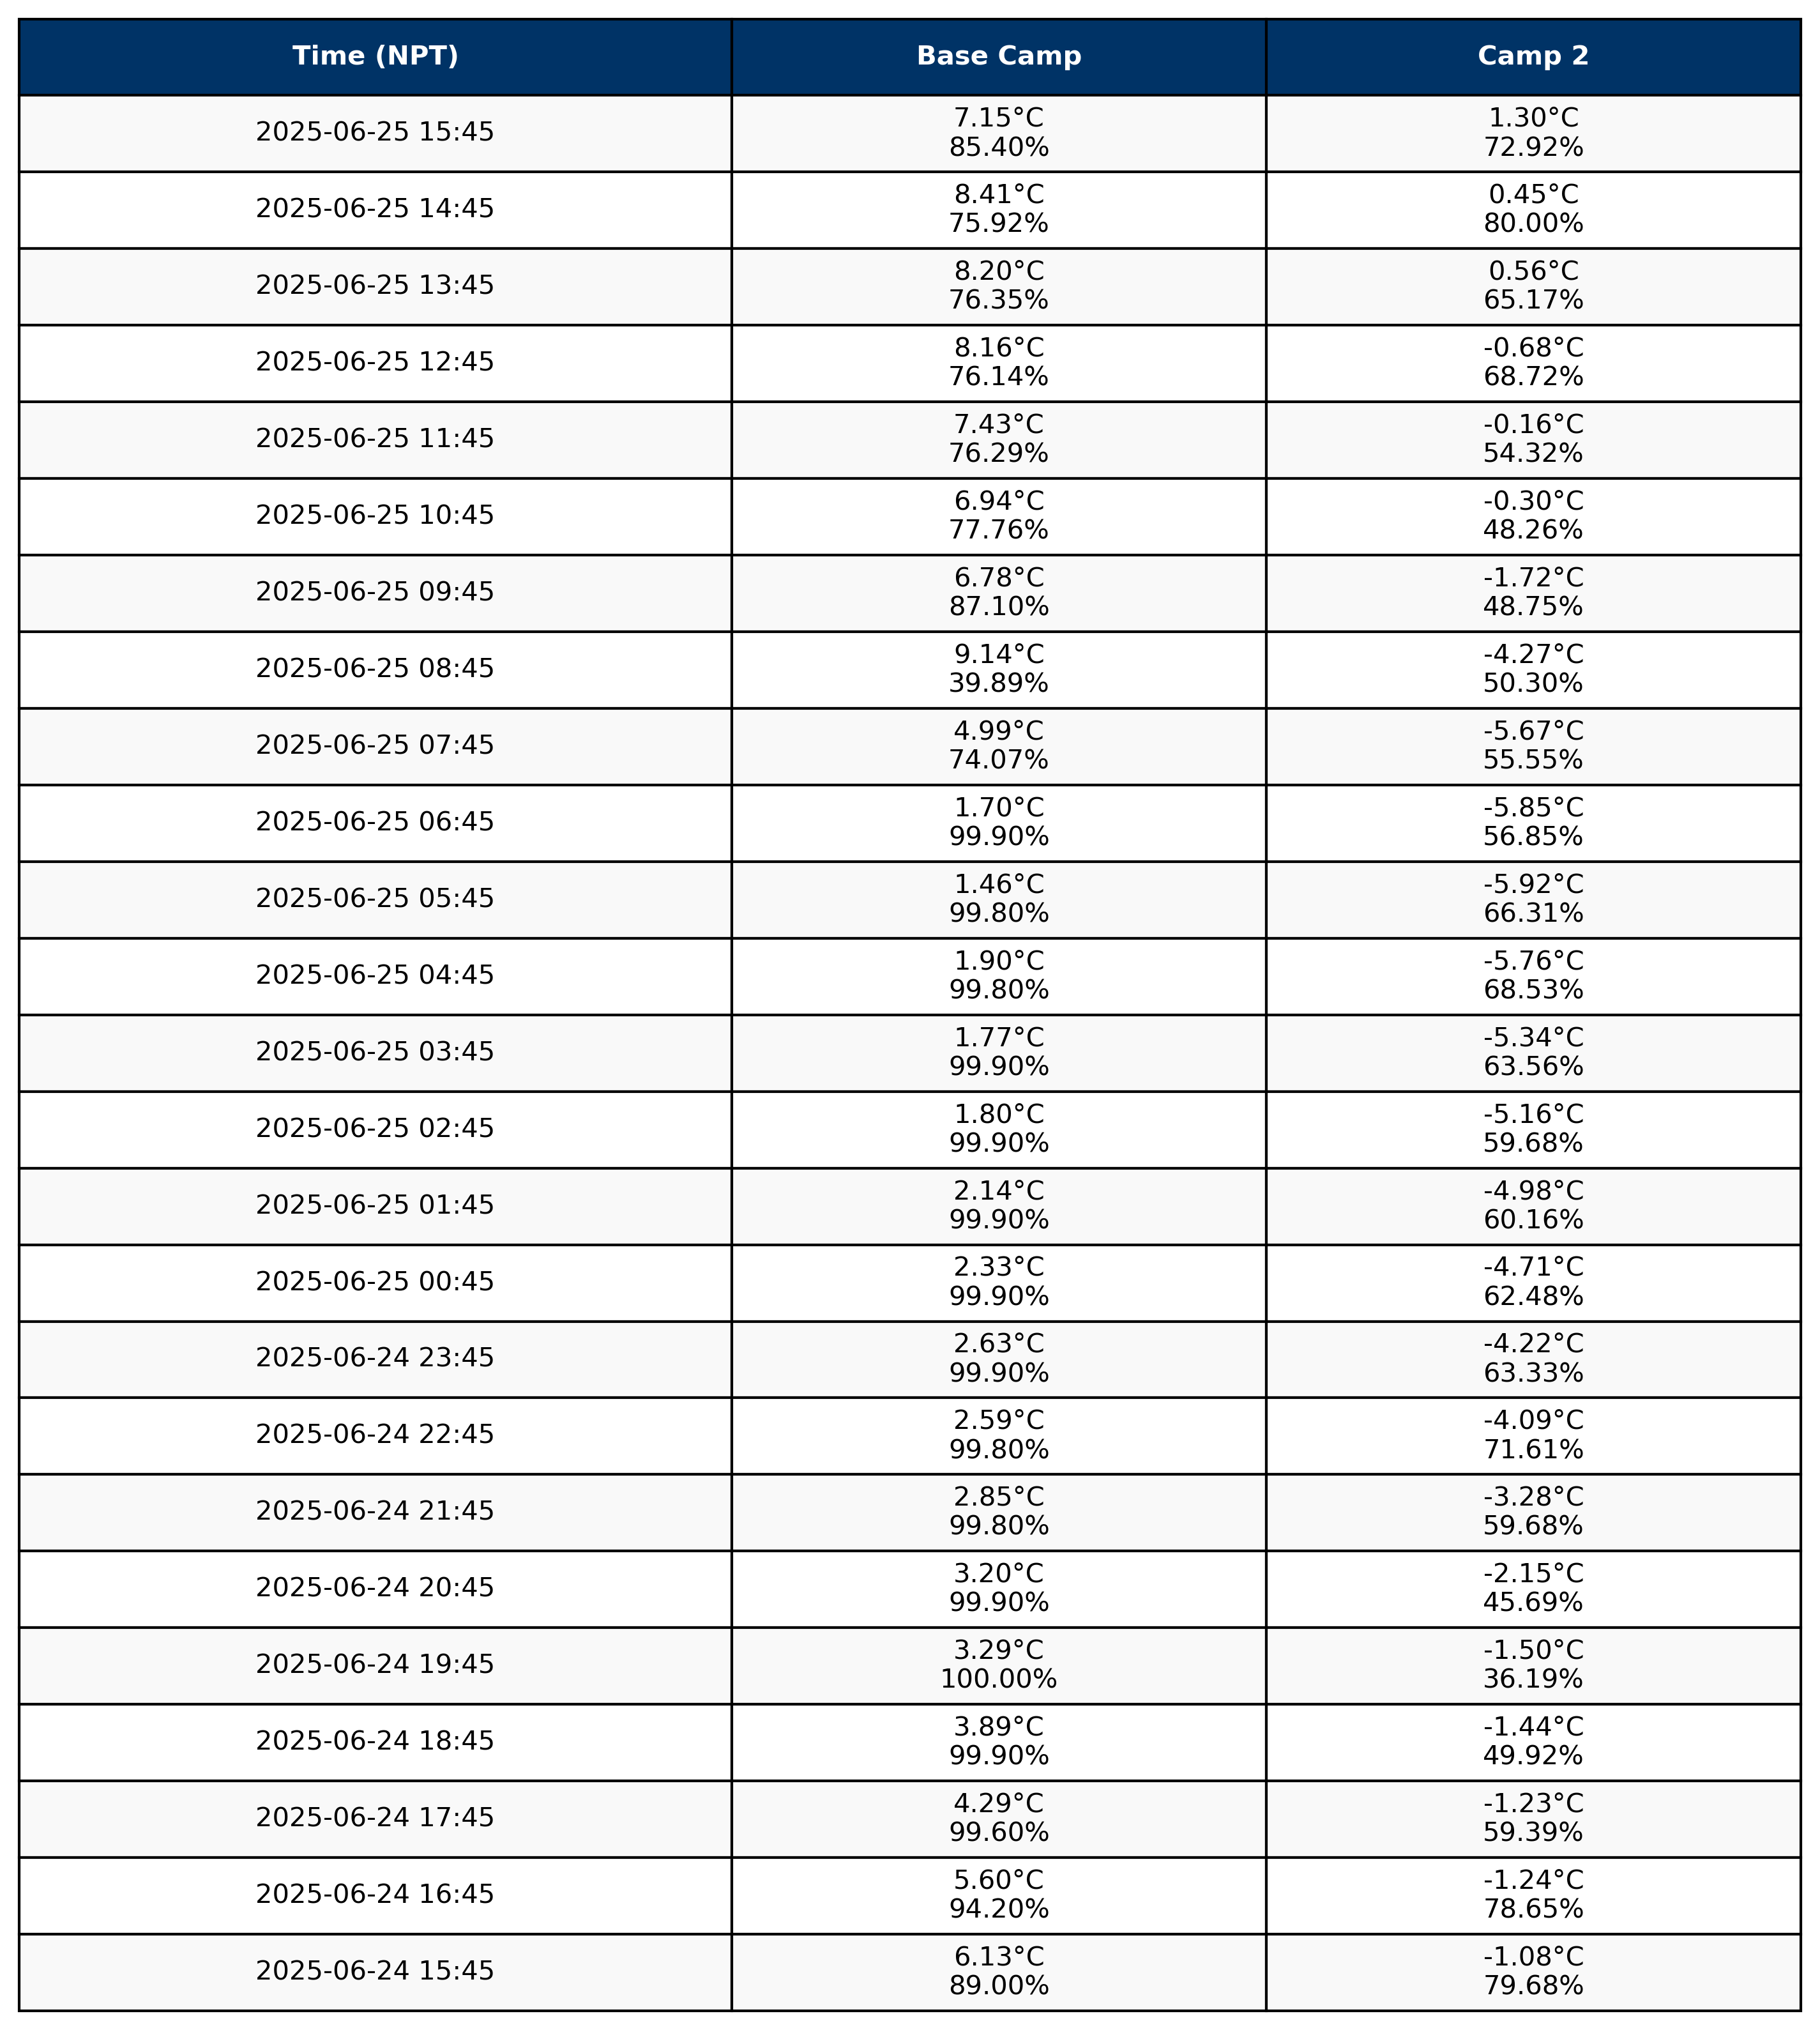 Time (NPT) Base Camp Camp 2
2025-06-25 15:45 7.15°C 1.30°C
85.40% 72.92%
2025-06-25 14:45 8.41°C 0.45°C
75.92% 80.00%
2025-06-25 13:45 8.20°C 0.56°C
76.35% 65.17%
2025-06-25 12:45 8.16°C -0.68°C
76.14% 68.72%
2025-06-25 11:45 7.43°C -0.16°C
76.29% 54.32%
2025-06-25 10:45 6.94°C -0.30°C
77.76% 48.26%
2025-06-25 09:45 6.78°C -1.72°C
87.10% 48.75%
2025-06-25 08:45 9.14°C -4.27°C
39.89% 50.30%
2025-06-25 07:45 4.99°C -5.67°C
74.07% 55.55%
2025-06-25 06:45 1.70°C -5.85°C
99.90% 56.85%
2025-06-25 05:45 1.46°C -5.92°C
99.80% 66.31%
2025-06-25 04:45 1.90°C -5.76°C
99.80% 68.53%
2025-06-25 03:45 1.77°C -5.34°C
99.90% 63.56%
2025-06-25 02:45 1.80°C -5.16°C
99.90% 59.68%
2025-06-25 01:45 2.14°C -4.98°C
99.90% 60.16%
2025-06-25 00:45 2.33°C -4.71°C
99.90% 62.48%
2025-06-24 23:45 2.63°C -4.22°C
99.90% 63.33%
2025-06-24 22:45 2.59°C -4.09°C
99.80% 71.61%
2025-06-24 21:45 2.85°C -3.28°C
99.80% 59.68%
2025-06-24 20:45 3.20°C -2.15°C
99.90% 45.69%
2025-06-24 19:45 3.29°C -1.50°C
100.00% 36.19%
2025-06-24 18:45 3.89°C -1.44°C
99.90% 49.92%
2025-06-24 17:45 4.29°C -1.23°C
99.60% 59.39%
2025-06-24 16:45 5.60°C -1.24°C
94.20% 78.65%
2025-06-24 15:45 6.13°C -1.08°C
89.00% 79.68%